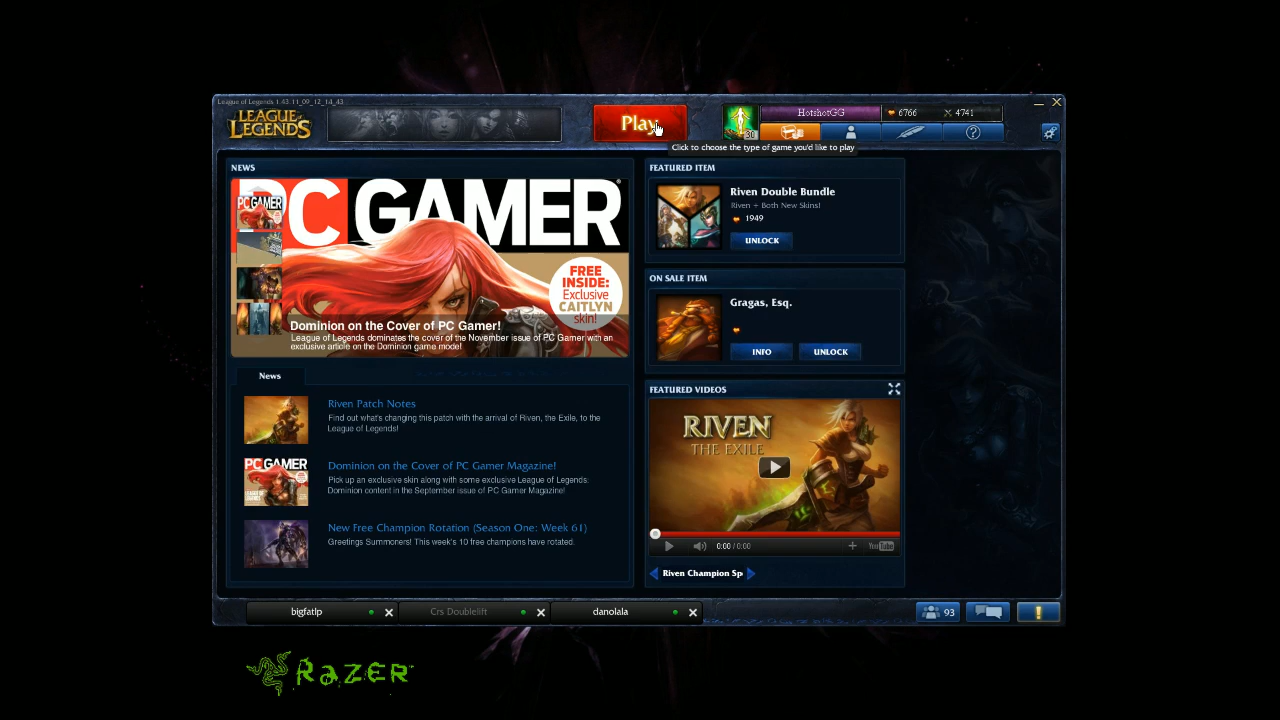 League of Legends 1.43.11_09_12_14_43
LEAGUE
OF
LEGENDS
Play
30
HotshotGG
6766
4741
?
Click to choose the type of game you'd like to play
NEWS
PC GAMER
PC GAMER
FREE
INSIDE:
Exclusive
CAITLYN
skin!
Dominion on the Cover of PC Gamer!
League of Legends dominates the cover of the November issue of PC Gamer with an
exclusive article on the Dominion game mode!
News
Riven Patch Notes
Find out what's changing this patch with the arrival of Riven, the Exile, to the
League of Legends!
PC GAMER
Dominion on the Cover of PC Gamer Magazine!
Pick up an exclusive skin along with some exclusive League of Legends:
Dominion content in the September issue of PC Gamer Magazine!
New Free Champion Rotation (Season One: Week 61)
Greetings Summoners! This week's 10 free champions have rotated.
FEATURED ITEM
Riven Double Bundle
Riven + Both New Skins!
1949
UNLOCK
ON SALE ITEM
Gragas, Esq.
INFO
UNLOCK
FEATURED VIDEOS
RIVEN
THE EXILE
0:00 / 0:00
YouTube
Riven Champion Sp
bigfatlp
Crs Doublelift
danolala
93
!
RAZER